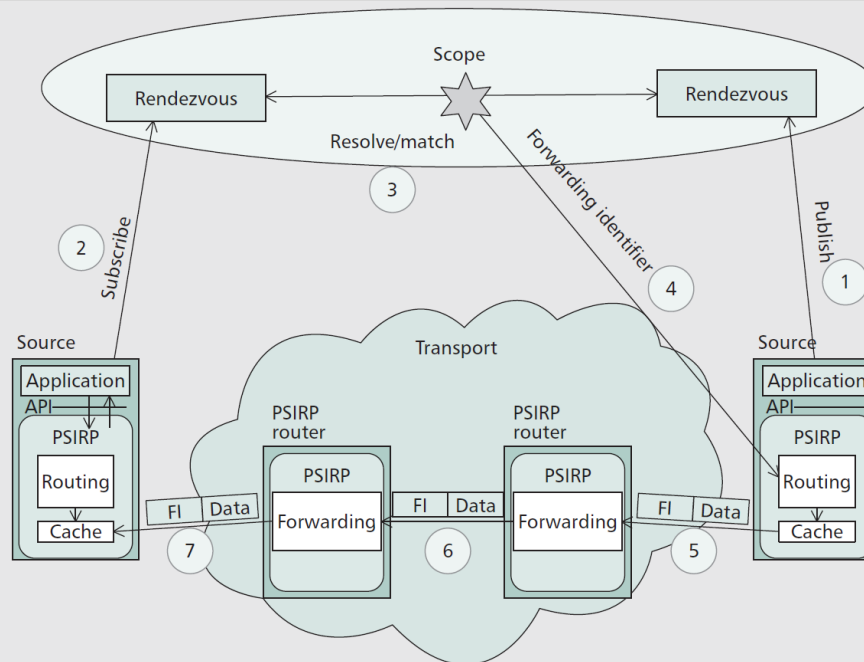 Scope
Rendezvous
Rendezvous
Resolve/match
3
Forwarding identifier
4
2
Subscribe
Publish
1
Source
Application
API
PSIRP
Routing
Cache
Transport
PSIRP
router
PSIRP
Forwarding
PSIRP
router
PSIRP
Forwarding
Source
Application
API
PSIRP
Routing
Cache
FI Data
7
FI Data
6
FI Data
5